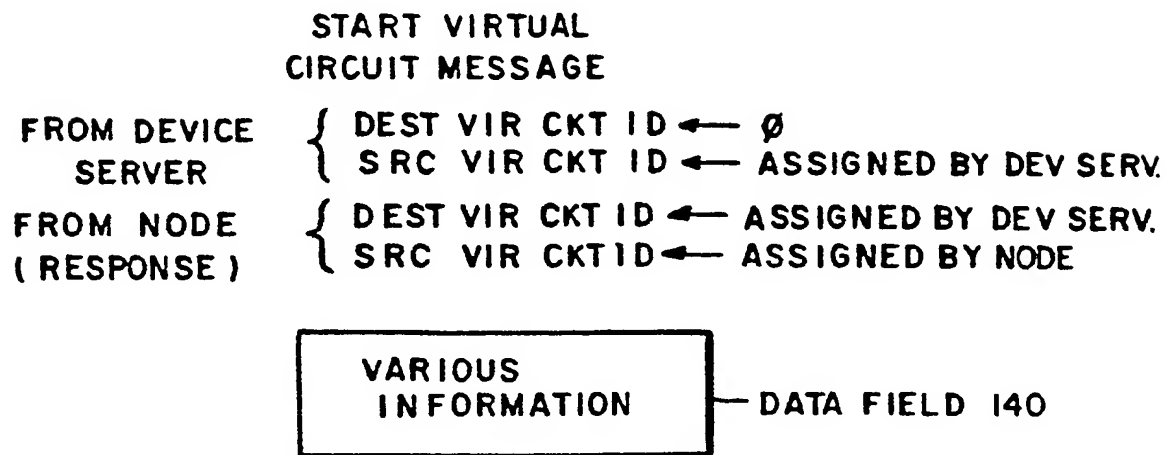 START VIRTUAL
CIRCUIT MESSAGE
FROM DEVICE SERVER { DEST VIR CKT ID ← Ø
SRC VIR CKT ID ← ASSIGNED BY DEV SERV.
FROM NODE (RESPONSE) { DEST VIR CKT ID ← ASSIGNED BY DEV SERV.
SRC VIR CKT ID ← ASSIGNED BY NODE
VARIOUS
INFORMATION
DATA FIELD 140